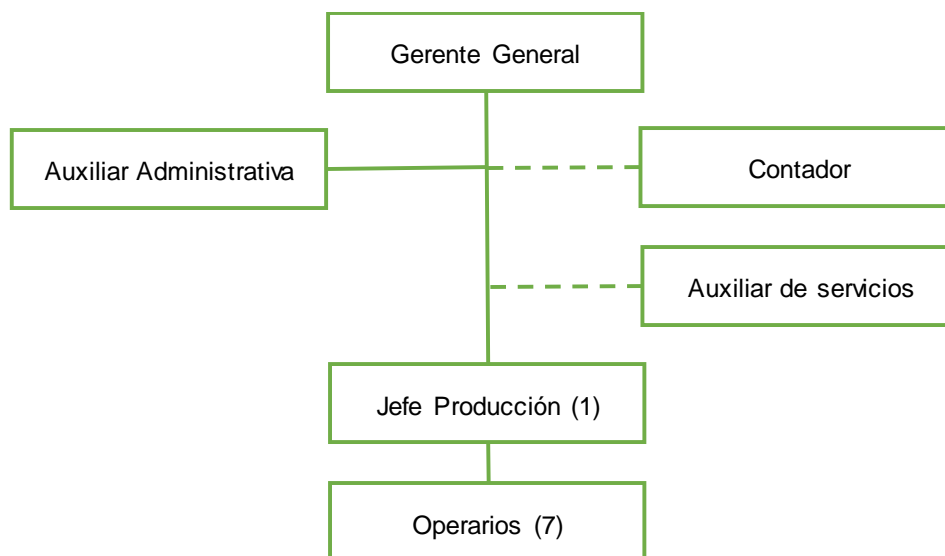 Gerente General
Auxiliar Administrativa
Contador
Auxiliar de servicios
Jefe Producción (1)
Operarios (7)